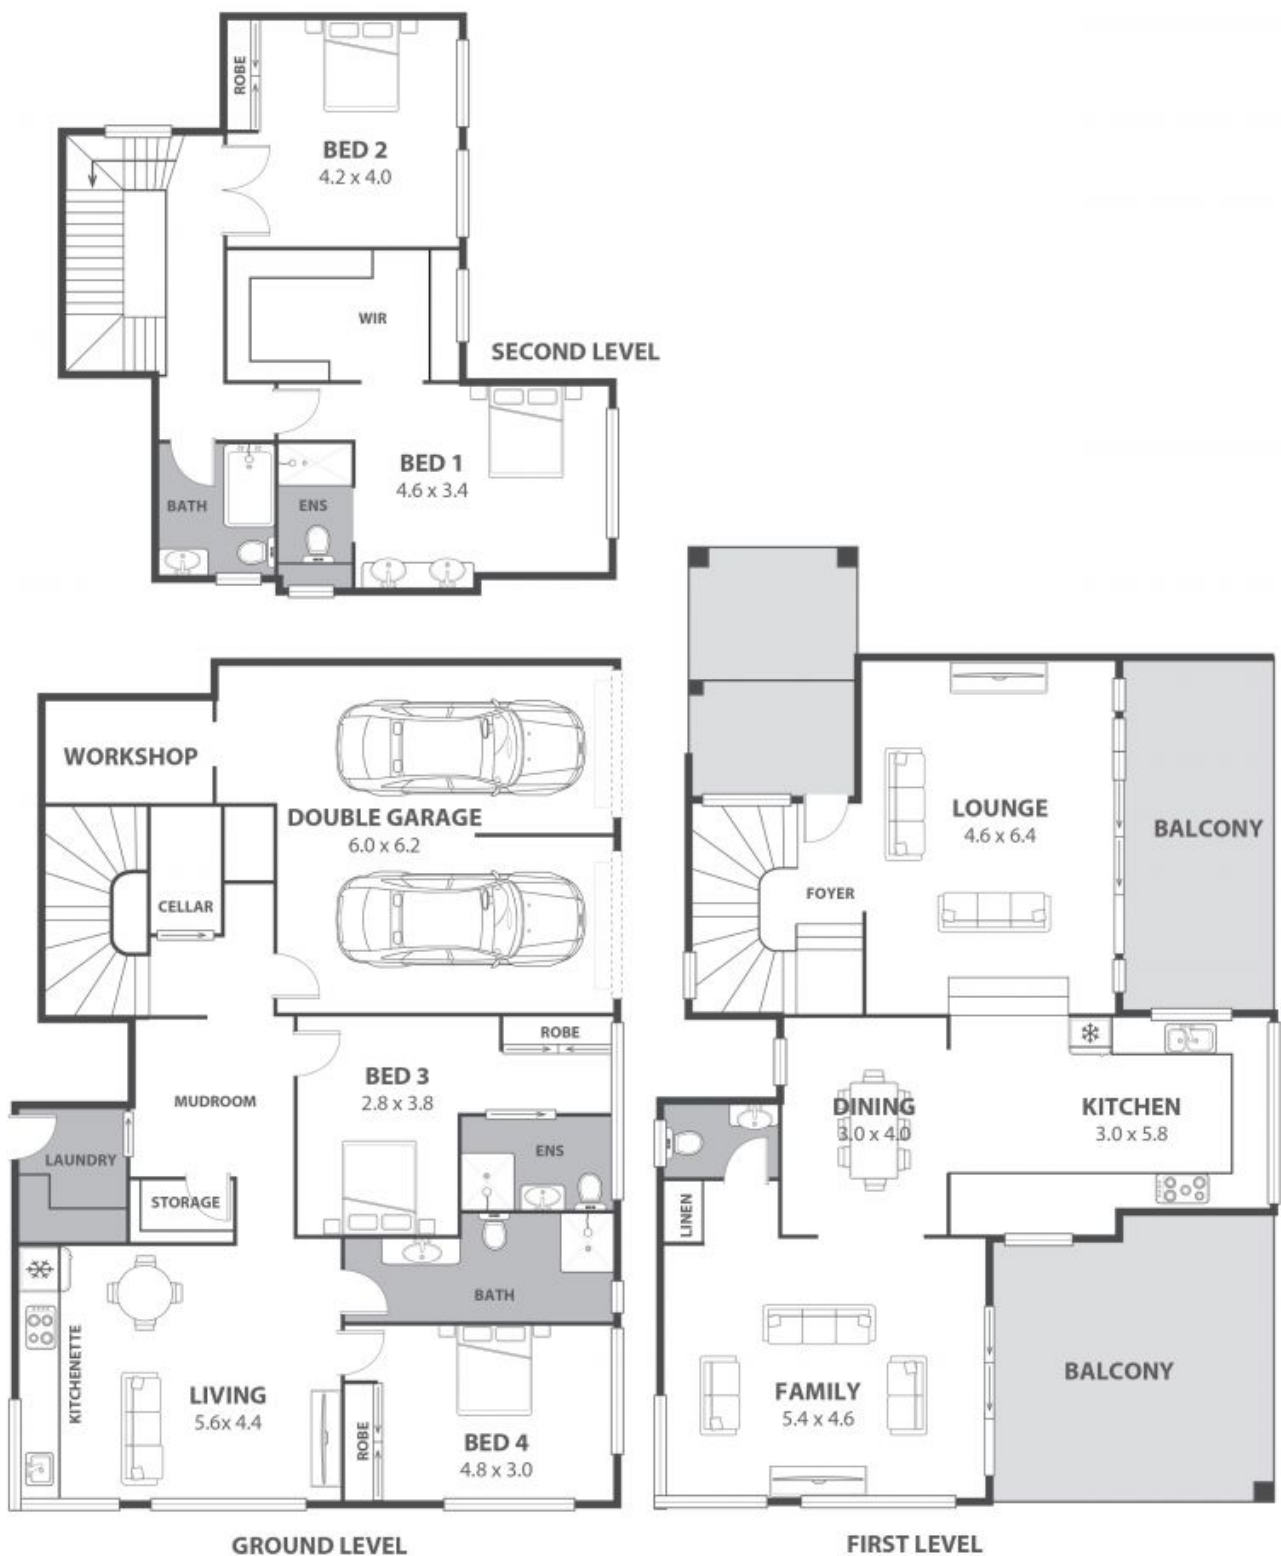 ROBE
BED 2
4.2 x 4.0
WIR
SECOND LEVEL
BED 1
4.6 x 3.4
BATH
ENS
WORKSHOP
DOUBLE GARAGE
6.0 x 6.2
CELLAR
ROBE
BED 3
2.8 x 3.8
MUDROOM
LAUNDRY
ENS
STORAGE
BATH
KITCHENETTE
LIVING
5.6x 4.4
ROBE
BED 4
4.8 x 3.0
GROUND LEVEL
LOUNGE
4.6 x 6.4
BALCONY
FOYER
DINING
3.0 x 4.0
KITCHEN
3.0 x 5.8
LINEN
FAMILY
5.4 x 4.6
BALCONY
FIRST LEVEL